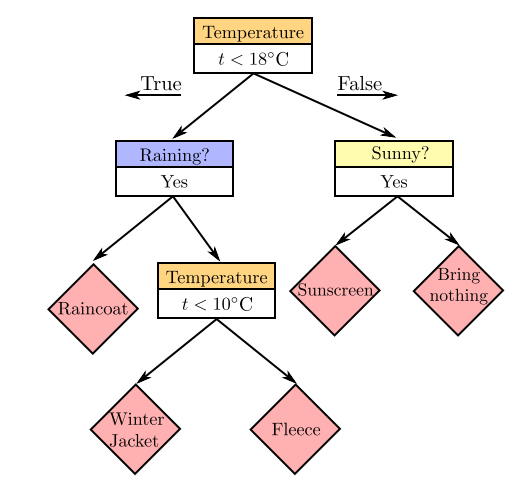 Temperature
t < 18°C
True
False
Raining?
Yes
Sunny?
Yes
Raincoat
Temperature
t < 10°C
Sunscreen
Bring
nothing
Winter
Jacket
Fleece